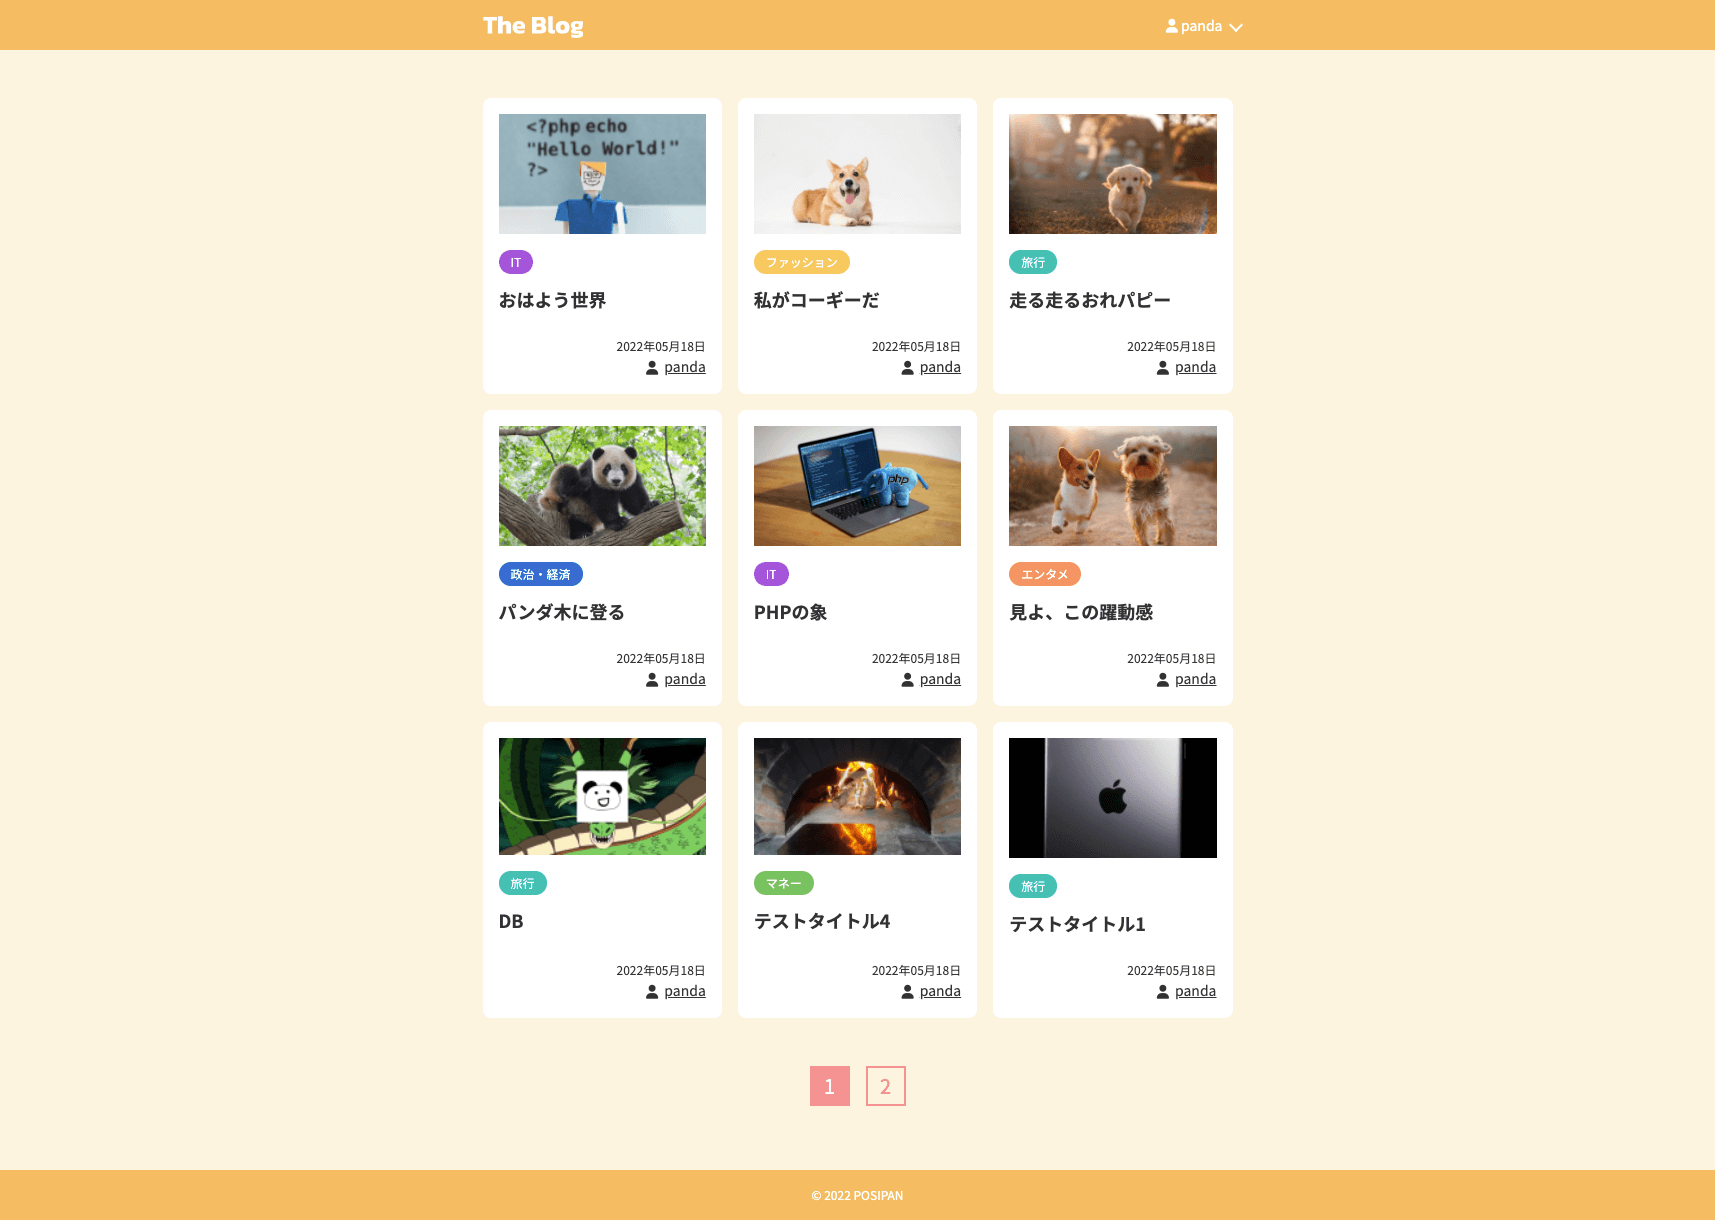 The Blog
panda
<?php echo
"Hello World!"
?>
IT
おはよう世界
2022年05月18日
panda
ファッション
私がコーギーだ
2022年05月18日
panda
旅行
走る走るおれパピー
2022年05月18日
panda
政治・経済
パンダ木に登る
2022年05月18日
panda
php
IT
PHPの象
2022年05月18日
panda
エンタメ
見よ、この躍動感
2022年05月18日
panda
旅行
DB
2022年05月18日
panda
マネー
テストタイトル4
2022年05月18日
panda
旅行
テストタイトル1
2022年05月18日
panda
1 2
© 2022 POSIPAN